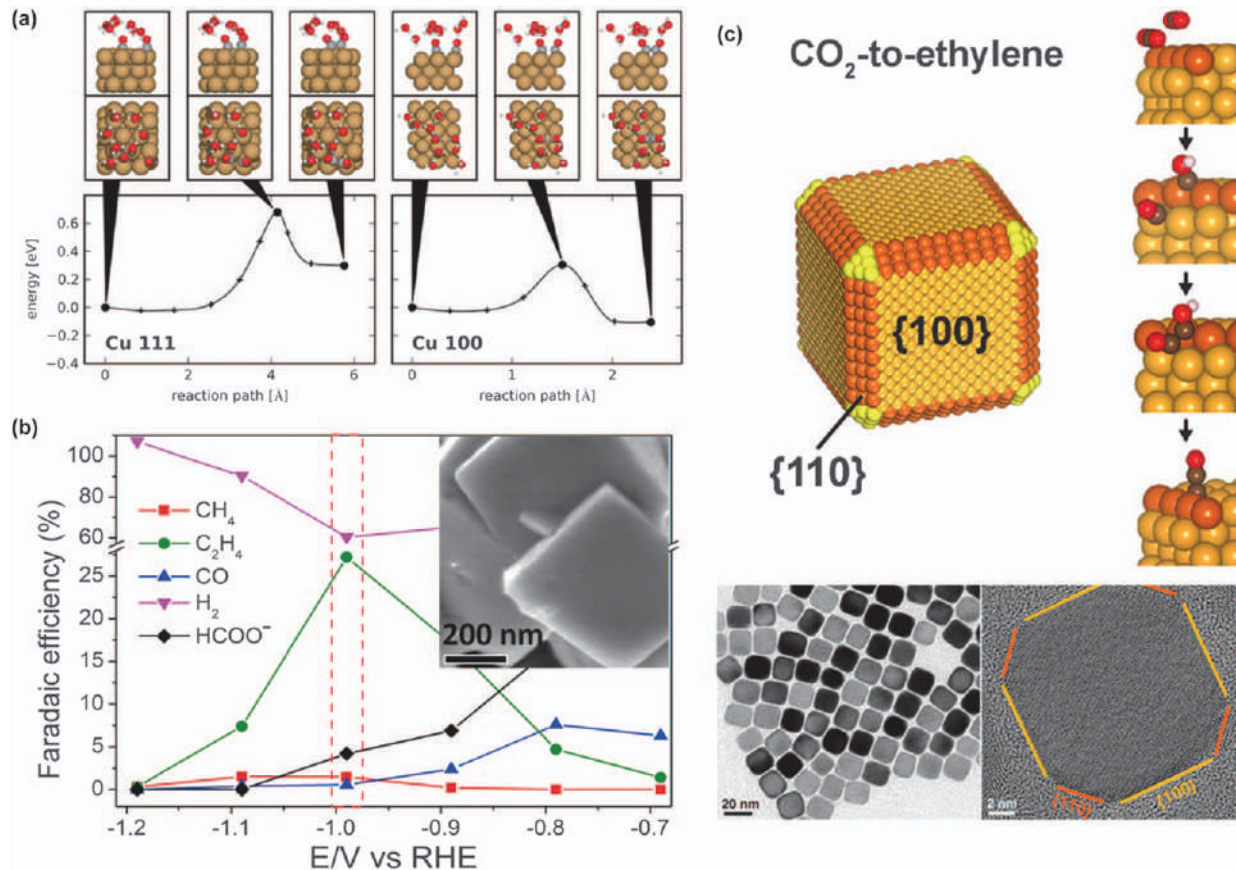 (a)
energy [eV]
0.6
0.4
0.2
0.0
−0.2
−0.4
Cu 111
0 2 4 6
reaction path [Å]
Cu 100
0 1 2
reaction path [Å]
(b)
Faradaic efficiency (%)
100
80
60
25
20
15
10
5
0
CH₄
C₂H₄
CO
H₂
HCOO⁻
200 nm
-1.2 -1.1 -1.0 -0.9 -0.8 -0.7
E/V vs RHE
(c)
CO₂-to-ethylene
{100}
{110}
20 nm
2 nm
{110}
{100}